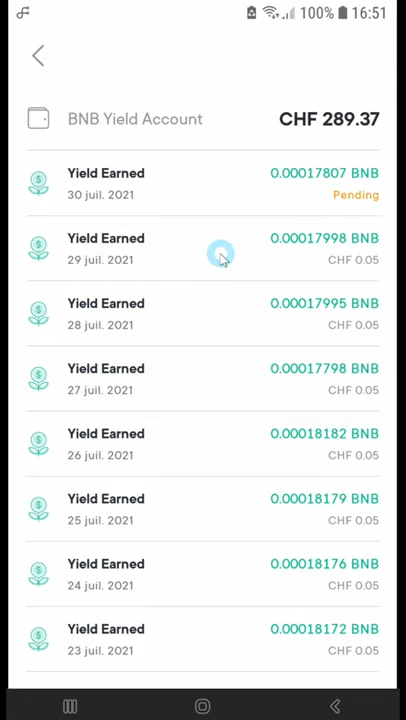 100% 16:51
BNB Yield Account CHF 289.37
Yield Earned 0.00017807 BNB
30 juil. 2021 Pending
Yield Earned 0.00017998 BNB
29 juil. 2021 CHF 0.05
Yield Earned 0.00017995 BNB
28 juil. 2021 CHF 0.05
Yield Earned 0.00017798 BNB
27 juil. 2021 CHF 0.05
Yield Earned 0.00018182 BNB
26 juil. 2021 CHF 0.05
Yield Earned 0.00018179 BNB
25 juil. 2021 CHF 0.05
Yield Earned 0.00018176 BNB
24 juil. 2021 CHF 0.05
Yield Earned 0.00018172 BNB
23 juil. 2021 CHF 0.05